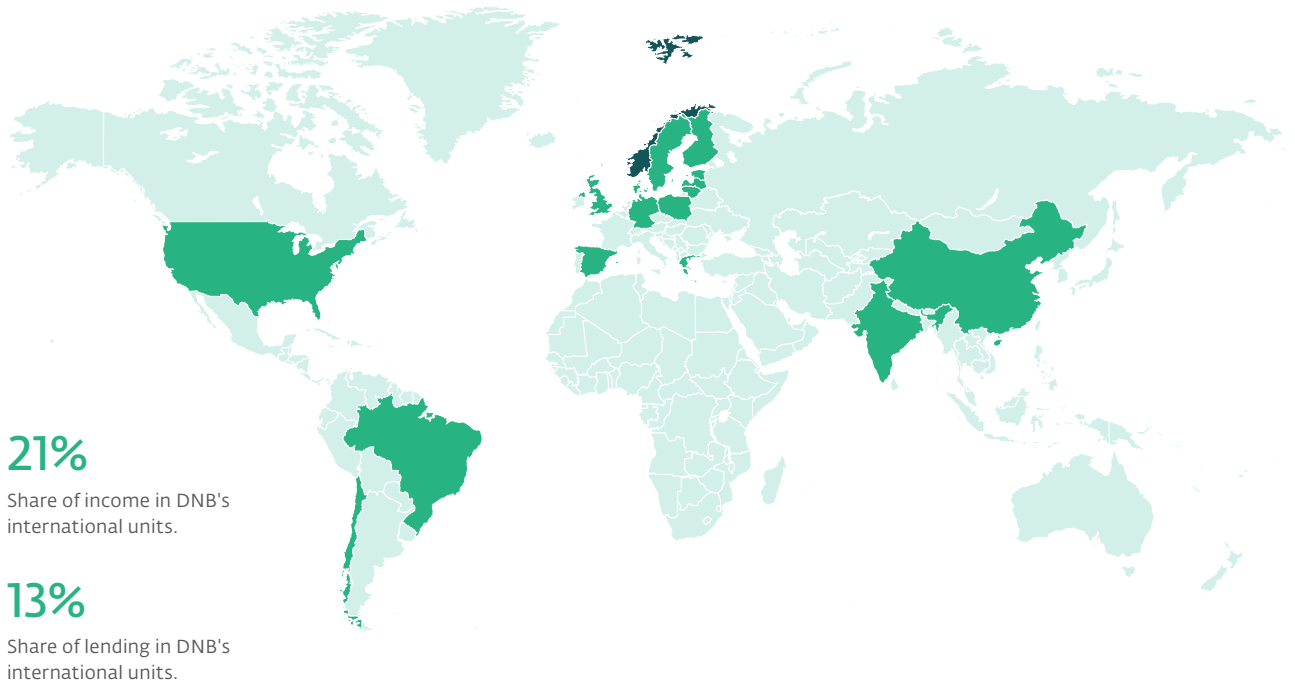 21%
Share of income in DNB's
international units.
13%
Share of lending in DNB's
international units.